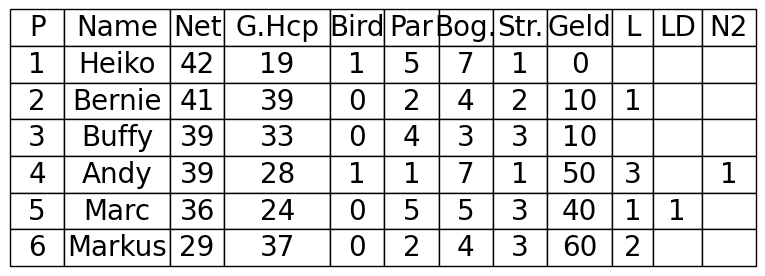 P Name Net G.Hcp Bird Par Bog. Str. Geld L LD N2
1 Heiko 42 19 1 5 7 1 0
2 Bernie 41 39 0 2 4 2 10 1
3 Buffy 39 33 0 4 3 3 10
4 Andy 39 28 1 1 7 1 50 3 1
5 Marc 36 24 0 5 5 3 40 1 1
6 Markus 29 37 0 2 4 3 60 2